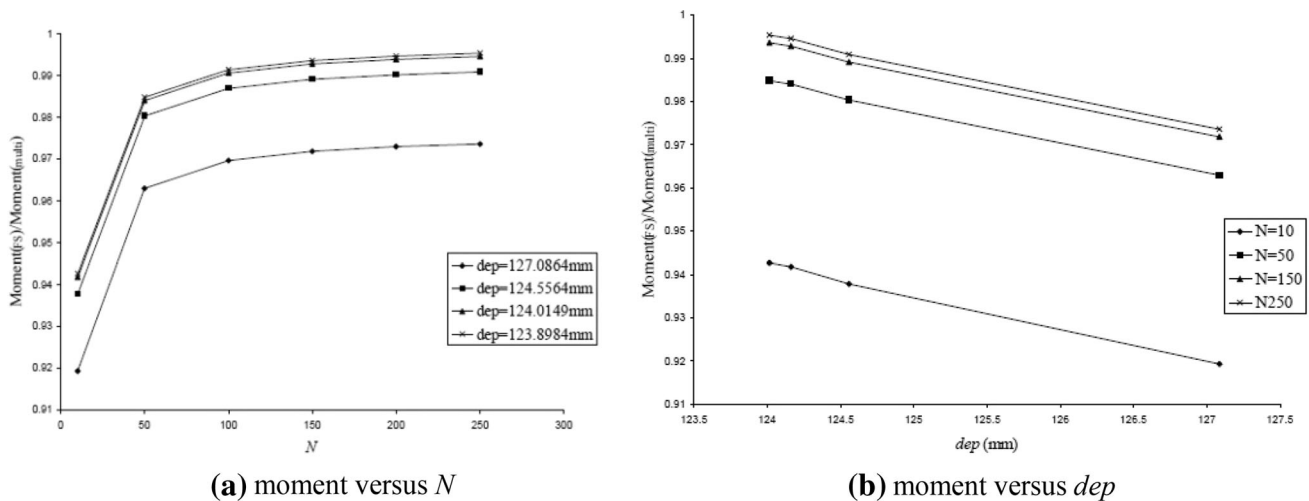 1
0.99
0.98
0.97
0.96
0.95
0.94
0.93
0.92
0.91
Moment(FS)/Moment(multi)
0 50 100 150 200 250 300
N
dep=127.0864mm
dep=124.5564mm
dep=124.0149mm
dep=123.8984mm
(a) moment versus N
1
0.99
0.98
0.97
0.96
0.95
0.94
0.93
0.92
0.91
Moment(FS)/Moment(multi)
123.5 124 124.5 125 125.5 126 126.5 127 127.5
dep (mm)
N=10
N=50
N=150
N250
(b) moment versus dep